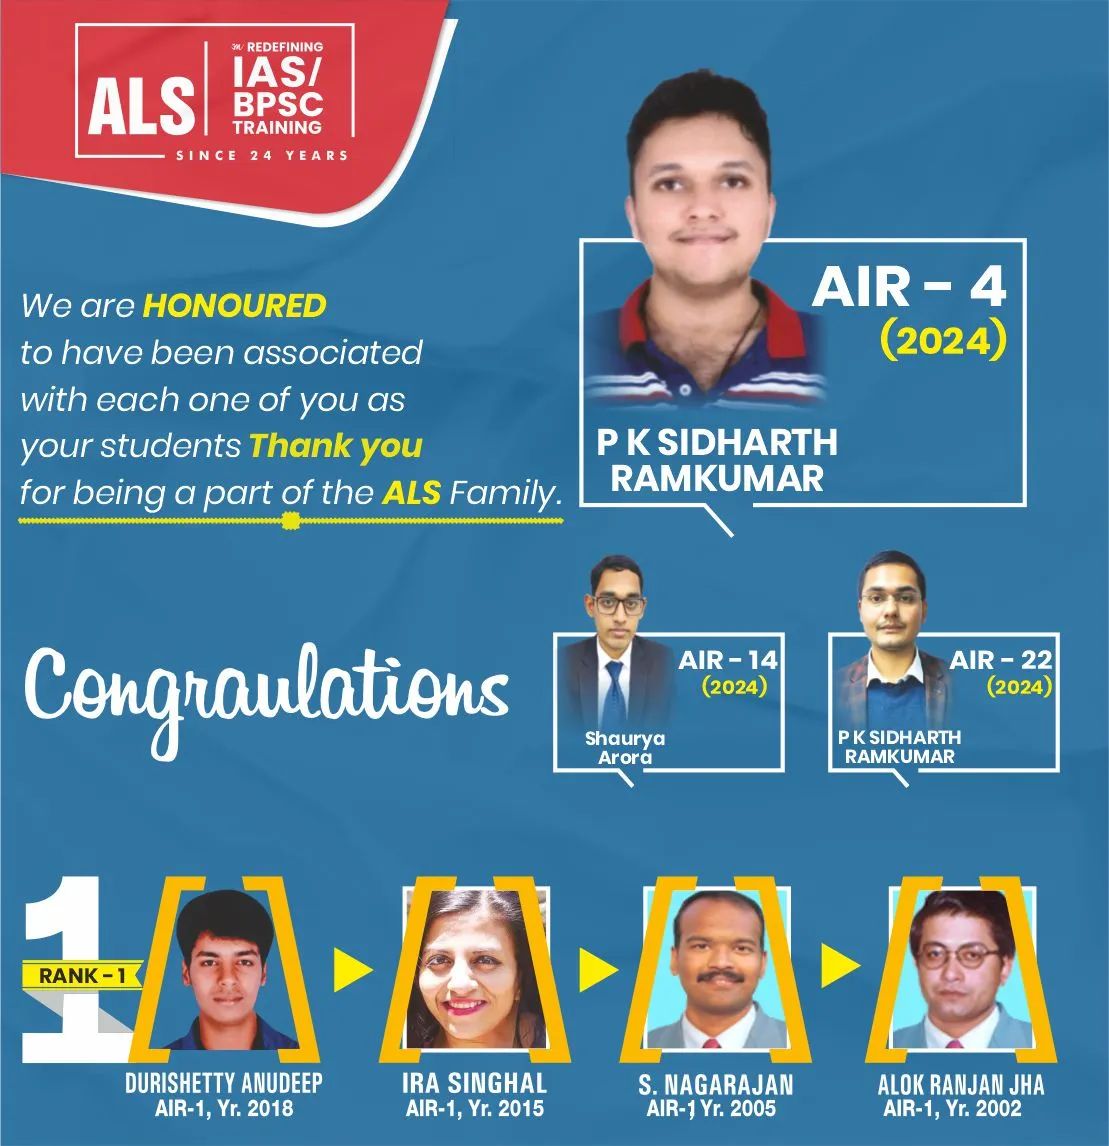 ALS
IN REDEFINING
IAS/
BPSC
TRAINING
SINCE 24 YEARS
We are HONOURED
to have been associated
with each one of you as
your students Thank you
for being a part of the ALS Family.
AIR - 4
(2024)
P K SIDHARTH
RAMKUMAR
Congraulations
AIR - 14
(2024)
Shaurya
Arora
AIR - 22
(2024)
P K SIDHARTH
RAMKUMAR
1
RANK - 1
DURISHETTY ANUDEEP
AIR-1, Yr. 2018
IRA SINGHAL
AIR-1, Yr. 2015
S. NAGARAJAN
AIR-1, Yr. 2005
ALOK RANJAN JHA
AIR-1, Yr. 2002